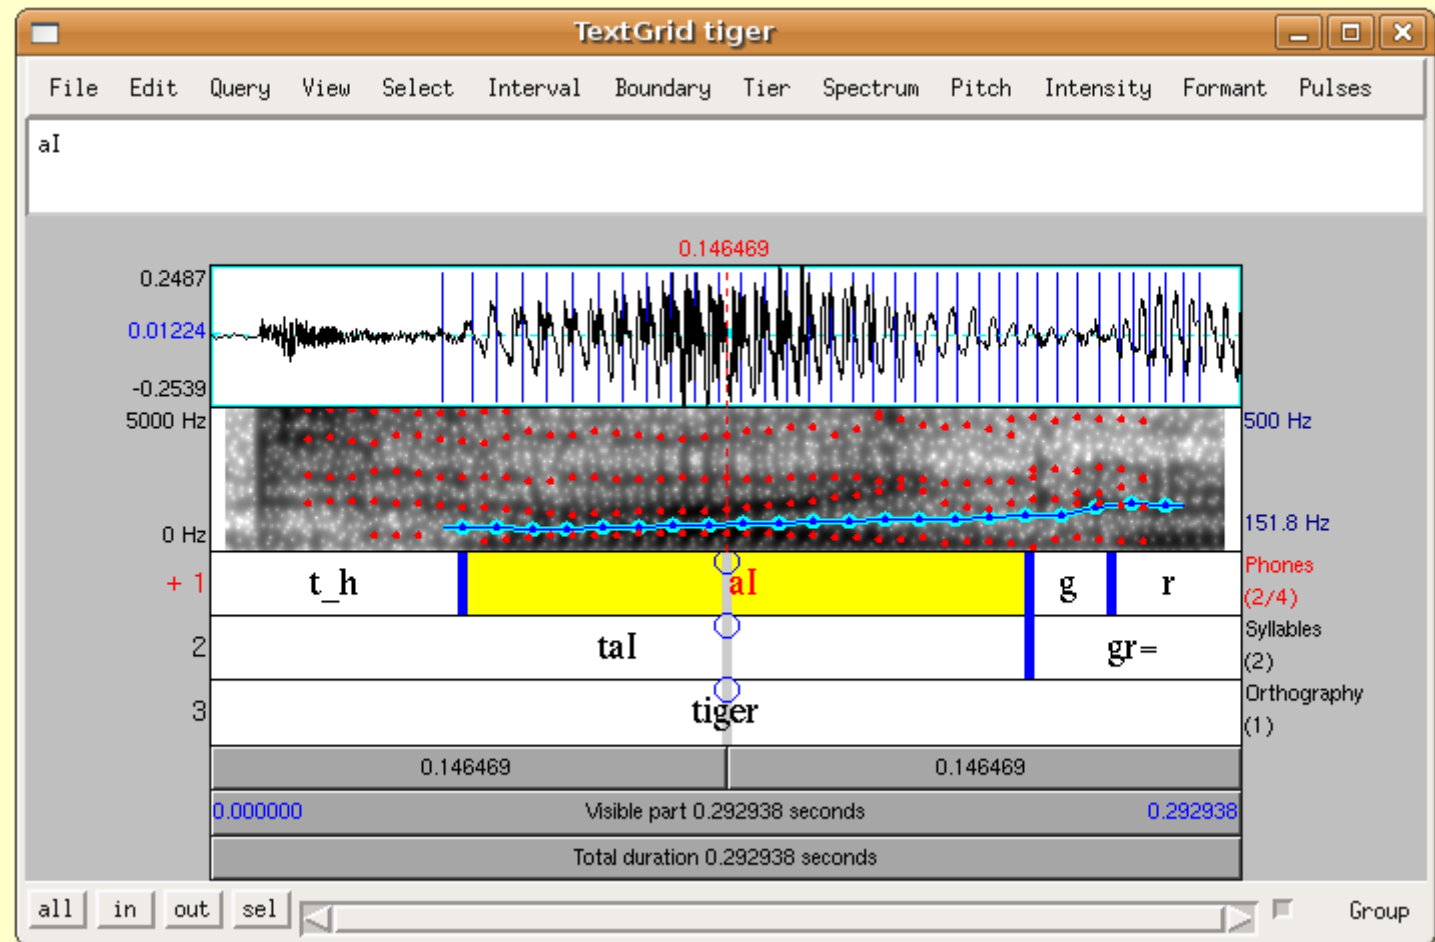 TextGrid tiger
File Edit Query View Select Interval Boundary Tier Spectrum Pitch Intensity Formant Pulses
aI
0.146469
0.2487
0.01224
-0.2539
5000 Hz 500 Hz
0 Hz 151.8 Hz
+ 1 t_h aI g r Phones (2/4)
2 taI gr= Syllables (2)
3 tiger Orthography (1)
0.146469 0.146469
0.000000 Visible part 0.292938 seconds 0.292938
Total duration 0.292938 seconds
all in out sel Group